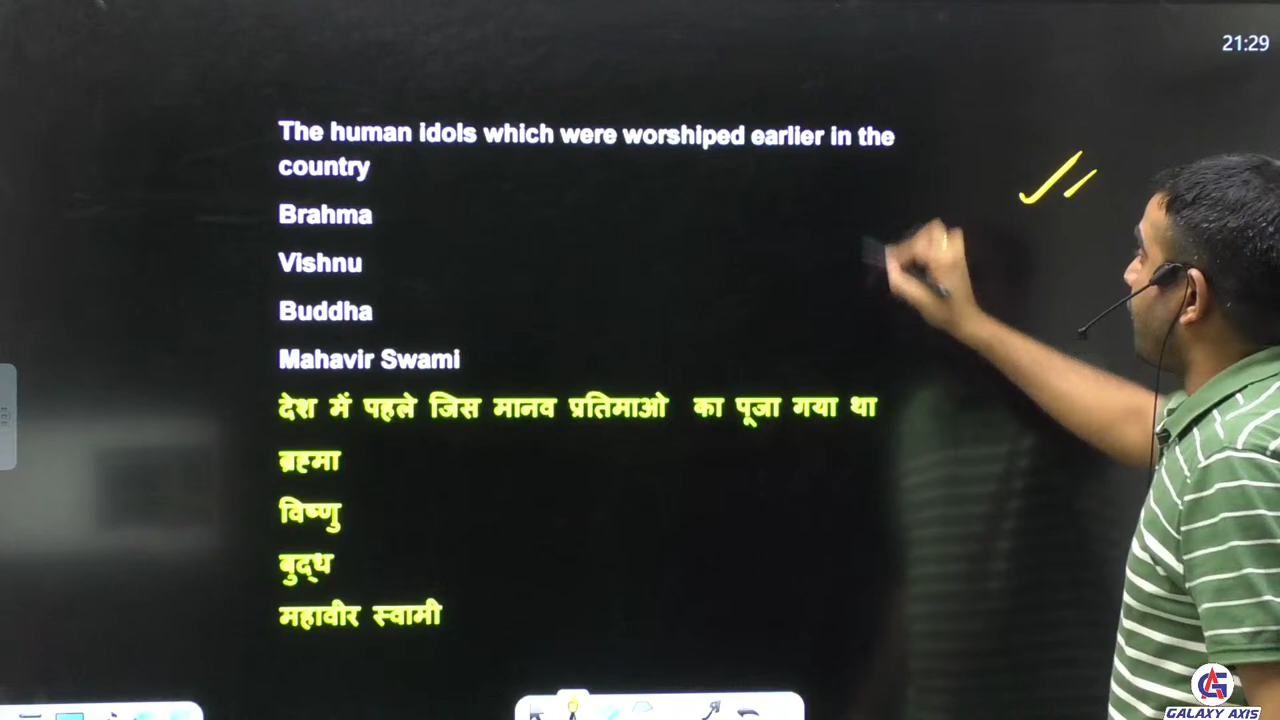 21:29
The human idols which were worshiped earlier in the
country
Brahma
Vishnu
Buddha
Mahavir Swami
देश में पहले जिस मानव प्रतिमाओ का पूजा गया था
ब्रह्मा
विष्णु
बुद्ध
महावीर स्वामी
GALAXY AXIS